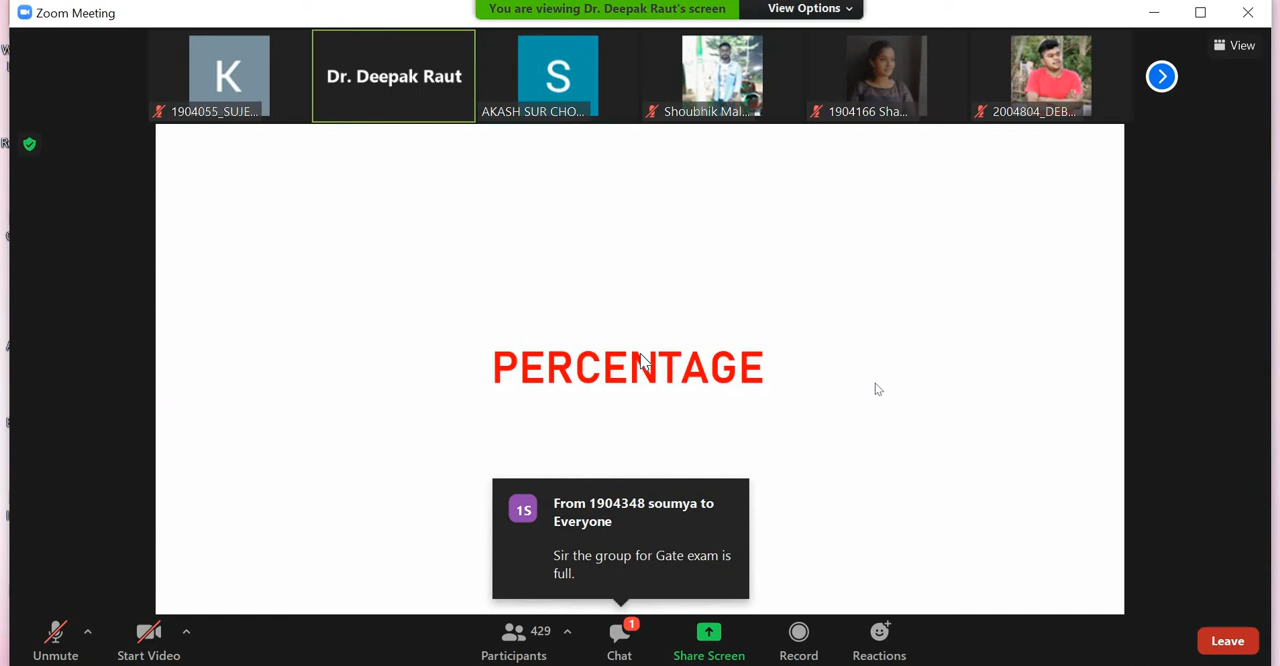 Zoom Meeting
You are viewing Dr. Deepak Raut's screen
View Options
View
K
1904055_SUJE...
Dr. Deepak Raut
S
AKASH SUR CHO...
Shoubhik Mal...
1904166 Sha...
2004804_DEB...
PERCENTAGE
1S
From 1904348 soumya to
Everyone
Sir the group for Gate exam is
full.
Unmute
Start Video
429
Participants
1
Chat
Share Screen
Record
Reactions
Leave